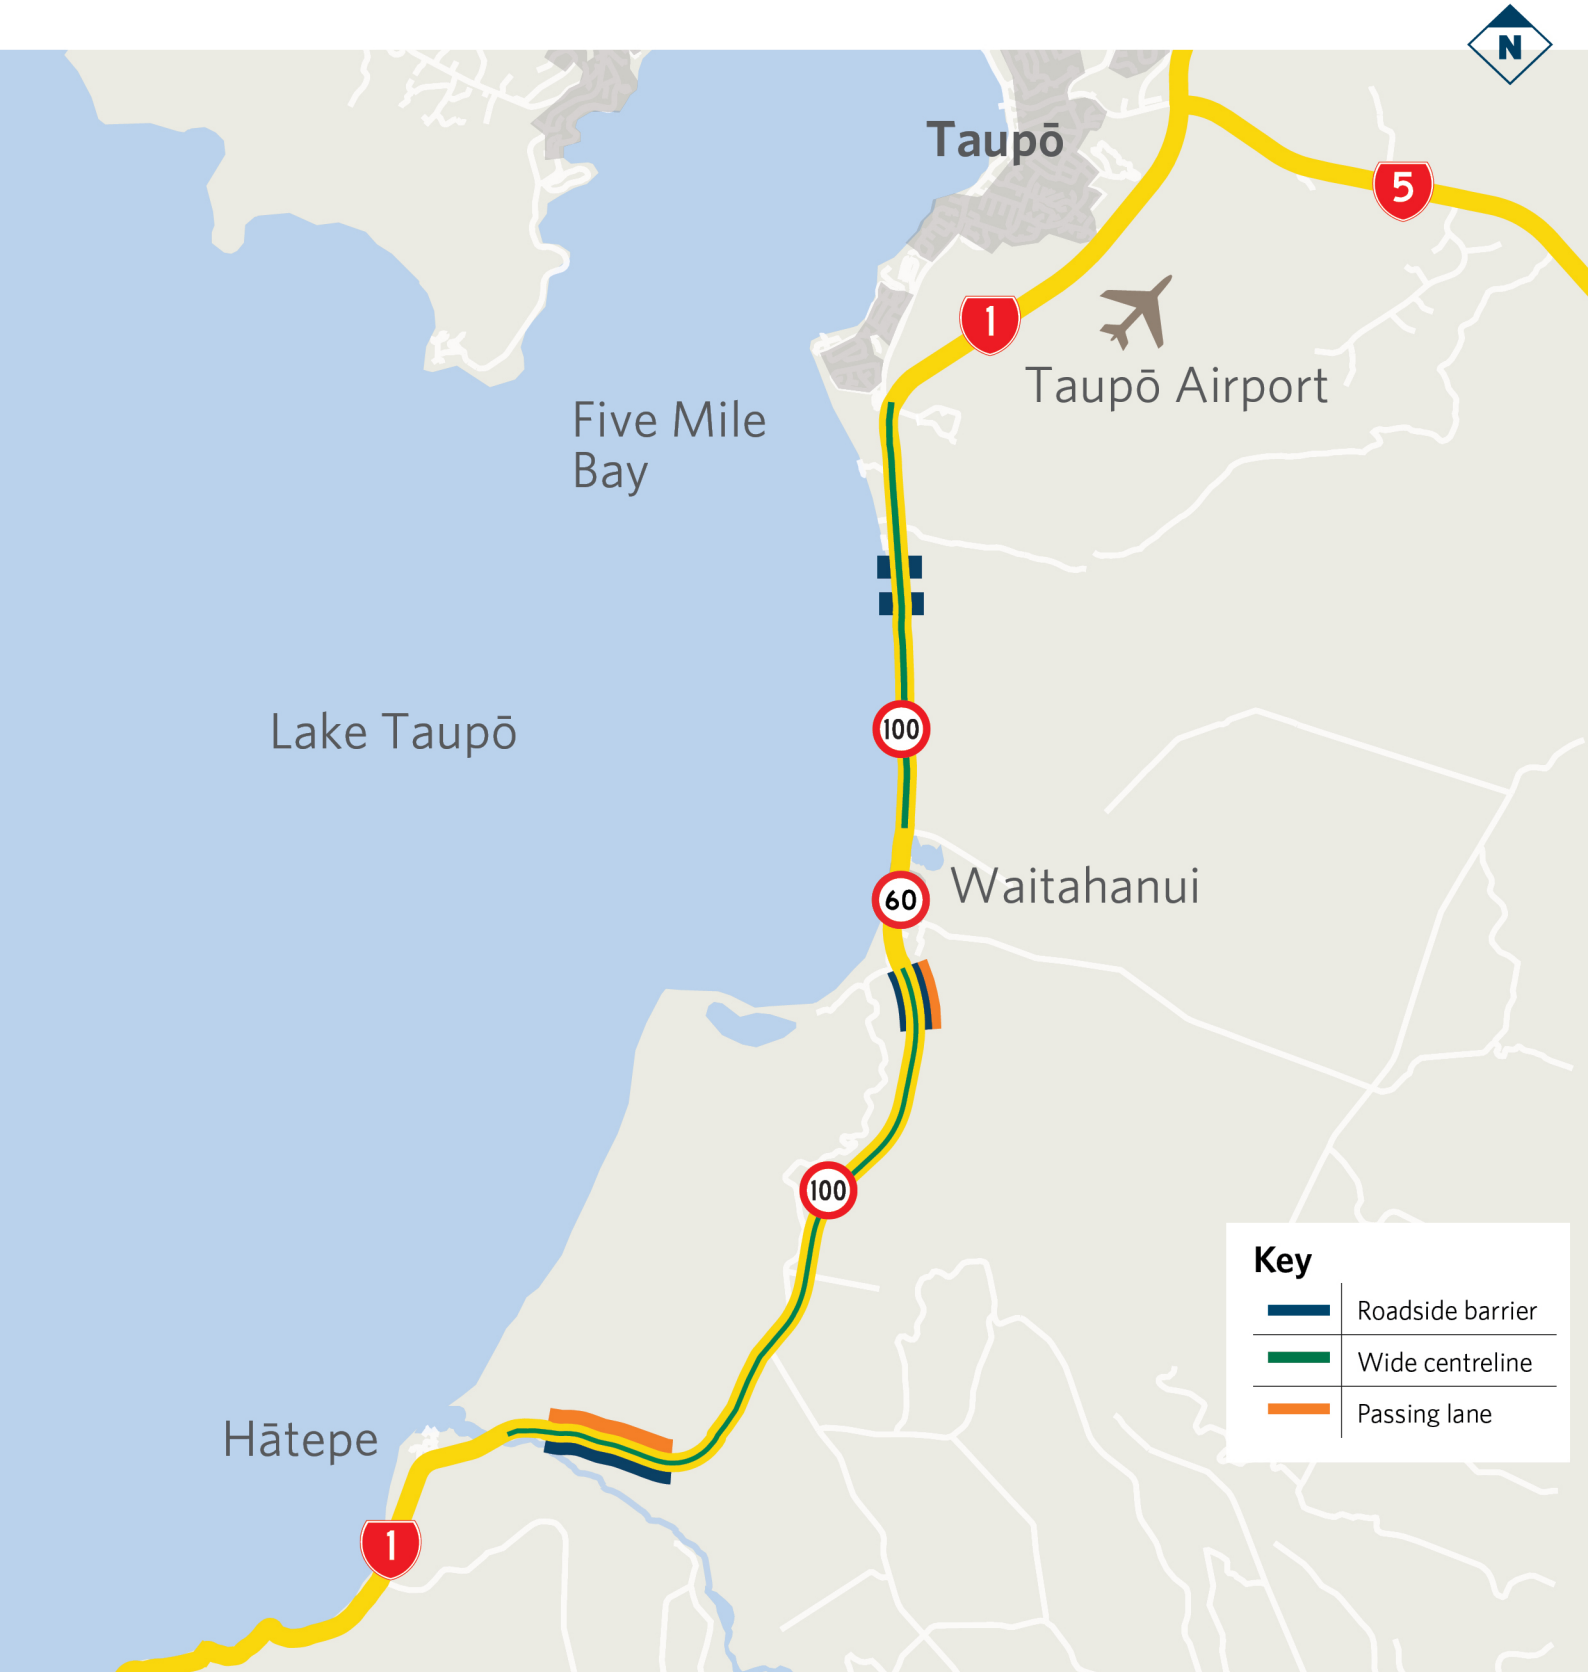 N
Taupō
5
1
Taupō Airport
Five Mile
Bay
Lake Taupō
100
60
Waitahanui
100
Key
Roadside barrier
Wide centreline
Passing lane
Hātepe
1